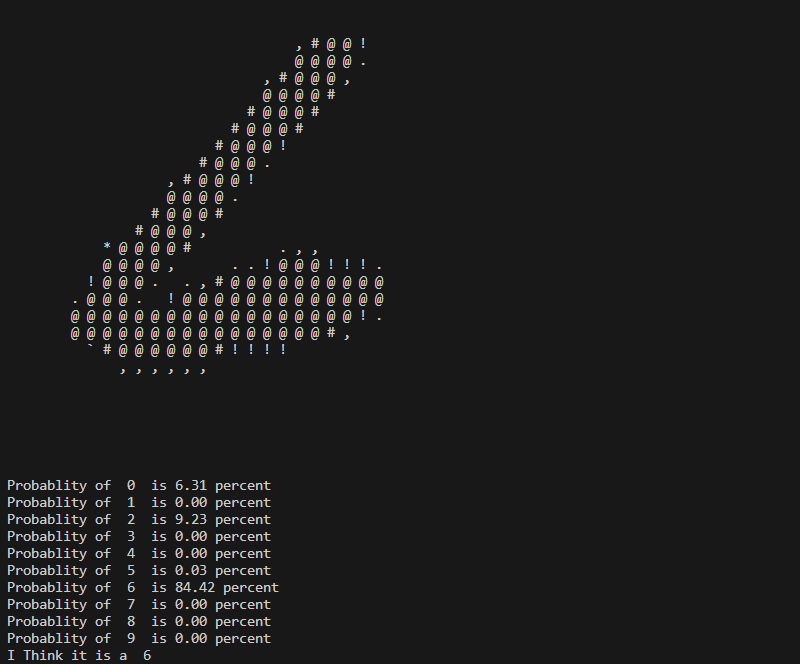 , # @ @ !
@ @ @ @ .
, # @ @ @ ,
@ @ @ @ #
# @ @ @ #
# @ @ @ #
# @ @ @ !
# @ @ @ .
, # @ @ @ !
@ @ @ @ .
# @ @ @ #
# @ @ @ ,
* @ @ @ @ # . , ,
@ @ @ @ , . . ! @ @ @ ! ! ! .
! @ @ @ . . , # @ @ @ @ @ @ @ @ @ @
. @ @ @ . ! @ @ @ @ @ @ @ @ @ @ @ @ @
@ @ @ @ @ @ @ @ @ @ @ @ @ @ @ @ @ @ ! .
@ @ @ @ @ @ @ @ @ @ @ @ @ @ @ @ # ,
` # @ @ @ @ @ @ # ! ! ! !
, , , , , ,
Probablity of  0  is 6.31 percent
Probablity of  1  is 0.00 percent
Probablity of  2  is 9.23 percent
Probablity of  3  is 0.00 percent
Probablity of  4  is 0.00 percent
Probablity of  5  is 0.03 percent
Probablity of  6  is 84.42 percent
Probablity of  7  is 0.00 percent
Probablity of  8  is 0.00 percent
Probablity of  9  is 0.00 percent
I Think it is a  6